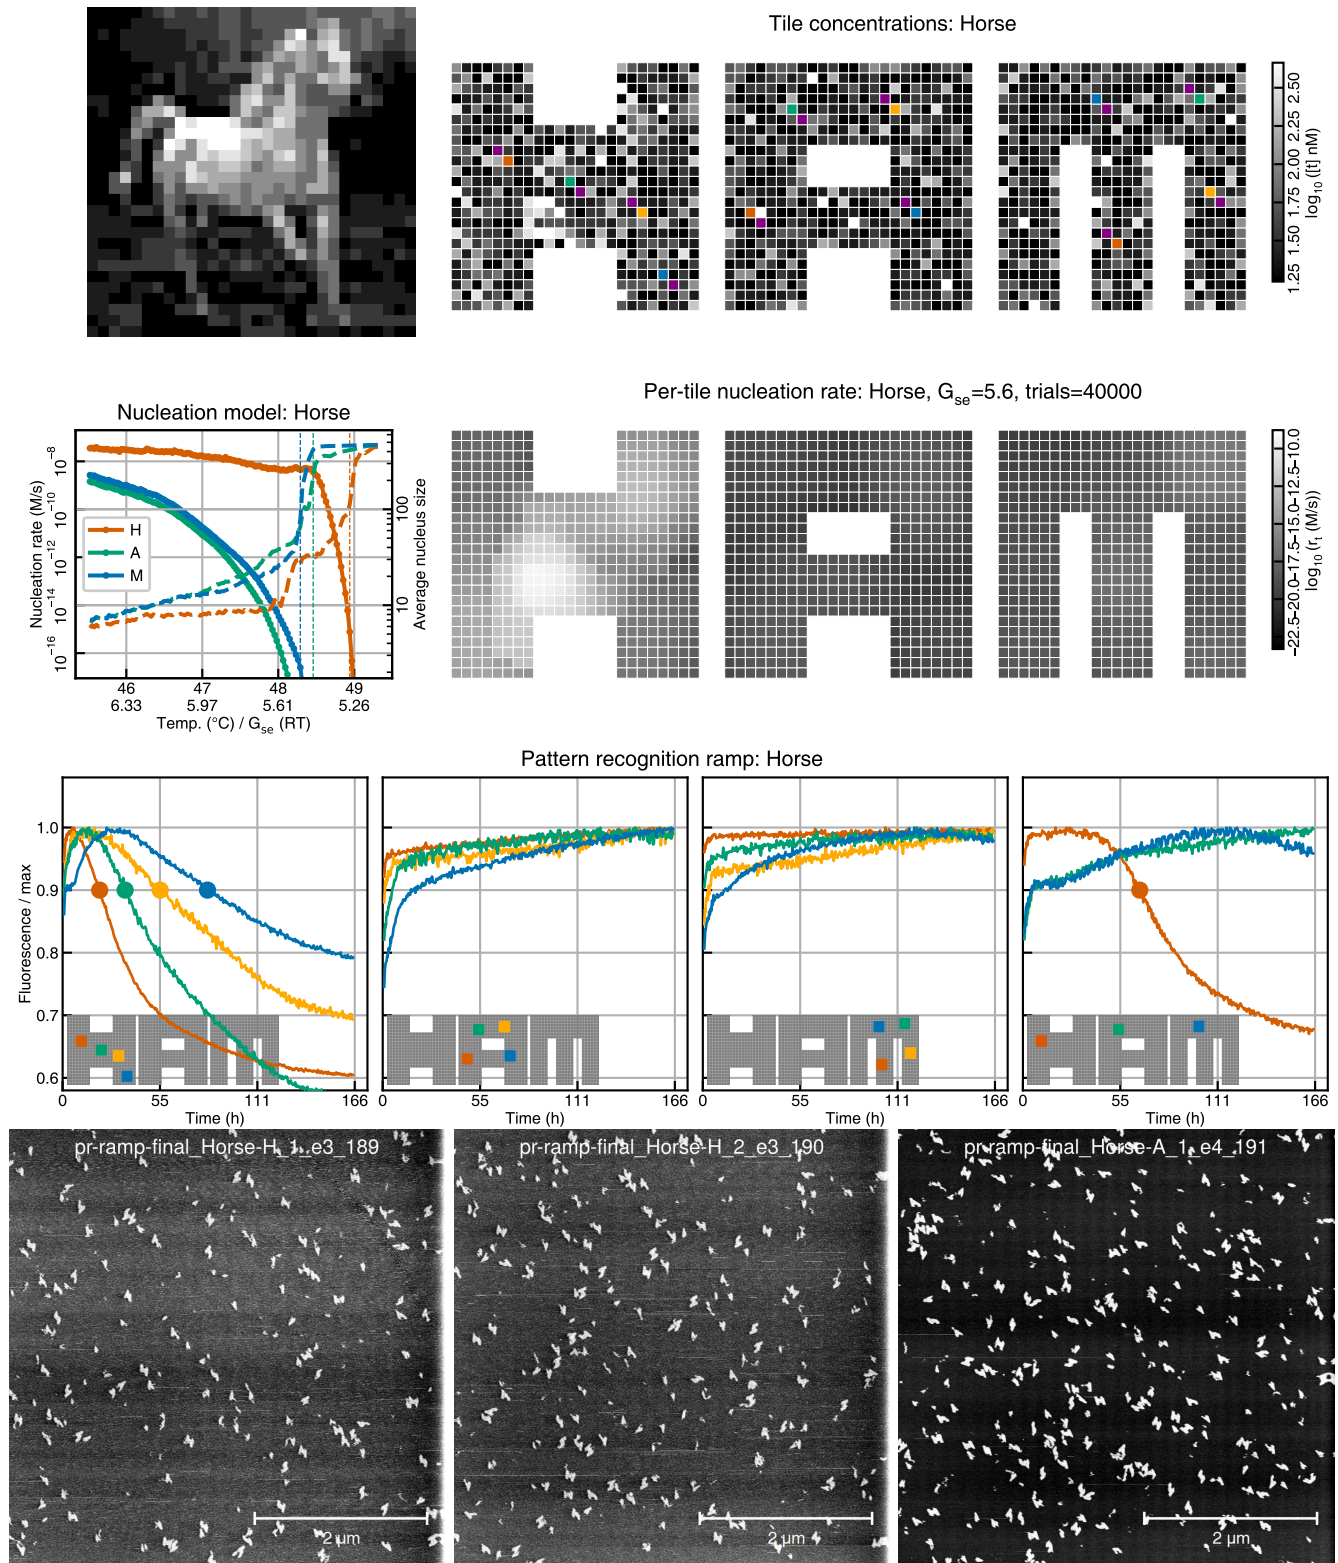 Tile concentrations: Horse
2.50
2.25
2.00
1.75
1.50
1.25
log₁₀ ([t] nM)
Per-tile nucleation rate: Horse, Gse=5.6, trials=40000
−10.0
−12.5
−15.0
−17.5
−20.0
−22.5
log₁₀ (rt (M/s))
Nucleation model: Horse
Nucleation rate (M/s)
10⁻⁸
10⁻¹⁰
10⁻¹²
10⁻¹⁴
10⁻¹⁶
H
A
M
100
10
Average nucleus size
46 47 48 49
6.33 5.97 5.61 5.26
Temp. (°C) / Gse (RT)
Pattern recognition ramp: Horse
Fluorescence / max
1.0
0.9
0.8
0.7
0.6
0 55 111 166
Time (h)
0 55 111 166
Time (h)
0 55 111 166
Time (h)
0 55 111 166
Time (h)
pr-ramp-final_Horse-H_1_e3_189
2 µm
pr-ramp-final_Horse-H_2_e3_190
2 µm
pr-ramp-final_Horse-A_1_e4_191
2 µm